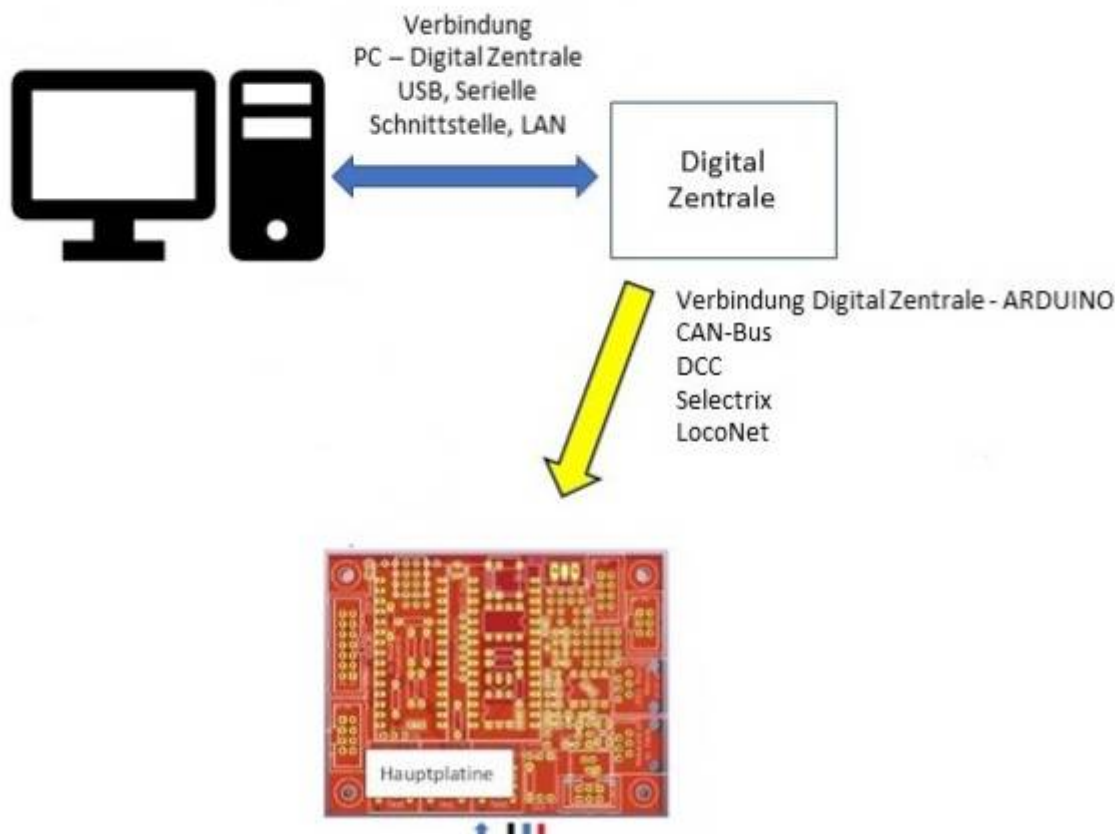 Verbindung
PC – Digital Zentrale
USB, Serielle
Schnittstelle, LAN
Digital
Zentrale
Verbindung Digital Zentrale - ARDUINO
CAN-Bus
DCC
Selectrix
LocoNet
Hauptplatine